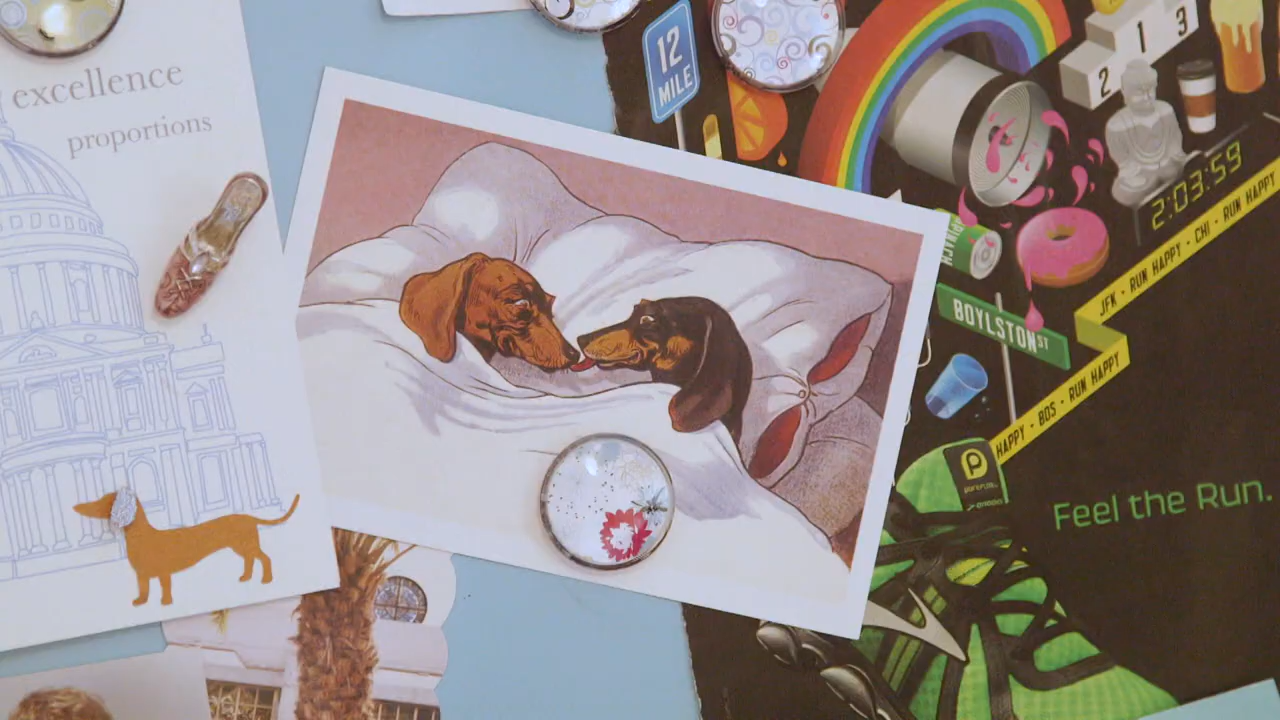 excellence
proportions
12
MILE
1
2
3
2:03:59
SPINACH
BOYLSTON ST
JFK - RUN HAPPY - CHI - RUN HAPPY
HAPPY - BOS - RUN HAPPY
Feel the Run.